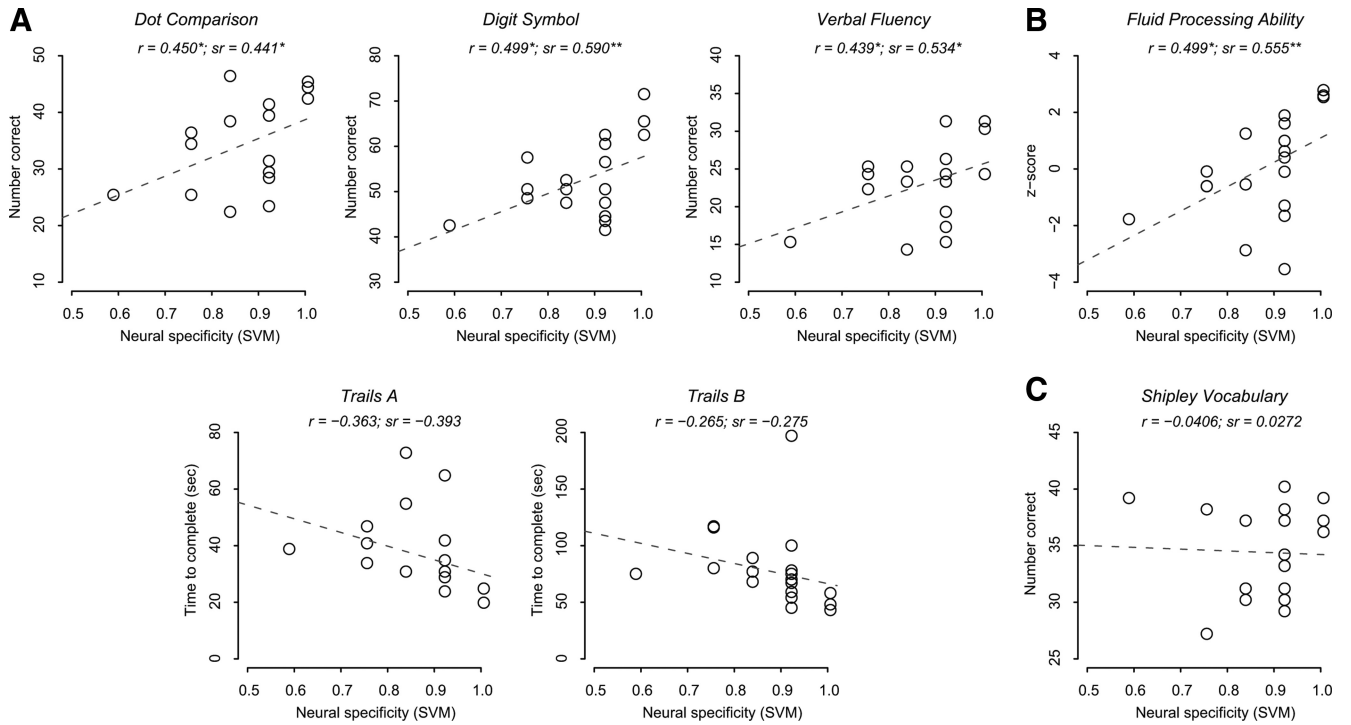 A
Dot Comparison
r = 0.450*; sr = 0.441*
Number correct
50
40
30
20
10
0.5 0.6 0.7 0.8 0.9 1.0
Neural specificity (SVM)
Digit Symbol
r = 0.499*; sr = 0.590**
Number correct
80
70
60
50
40
30
0.5 0.6 0.7 0.8 0.9 1.0
Neural specificity (SVM)
Verbal Fluency
r = 0.439*; sr = 0.534*
Number correct
40
35
30
25
20
15
10
0.5 0.6 0.7 0.8 0.9 1.0
Neural specificity (SVM)
B
Fluid Processing Ability
r = 0.499*; sr = 0.555**
z−score
4
2
0
−2
−4
0.5 0.6 0.7 0.8 0.9 1.0
Neural specificity (SVM)
Trails A
r = −0.363; sr = −0.393
Time to complete (sec)
80
60
40
20
0
0.5 0.6 0.7 0.8 0.9 1.0
Neural specificity (SVM)
Trails B
r = −0.265; sr = −0.275
Time to complete (sec)
200
150
100
50
0
0.5 0.6 0.7 0.8 0.9 1.0
Neural specificity (SVM)
C
Shipley Vocabulary
r = −0.0406; sr = 0.0272
Number correct
45
40
35
30
25
0.5 0.6 0.7 0.8 0.9 1.0
Neural specificity (SVM)